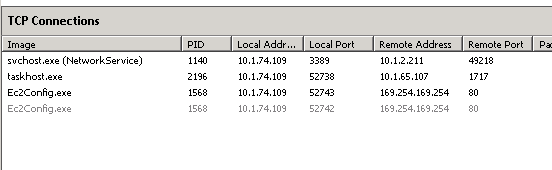 TCP Connections
Image PID Local Addr... Local Port Remote Address Remote Port Pac
svchost.exe (NetworkService) 1140 10.1.74.109 3389 10.1.2.211 49218
taskhost.exe 2196 10.1.74.109 52738 10.1.65.107 1717
Ec2Config.exe 1568 10.1.74.109 52743 169.254.169.254 80
Ec2Config.exe 1568 10.1.74.109 52742 169.254.169.254 80